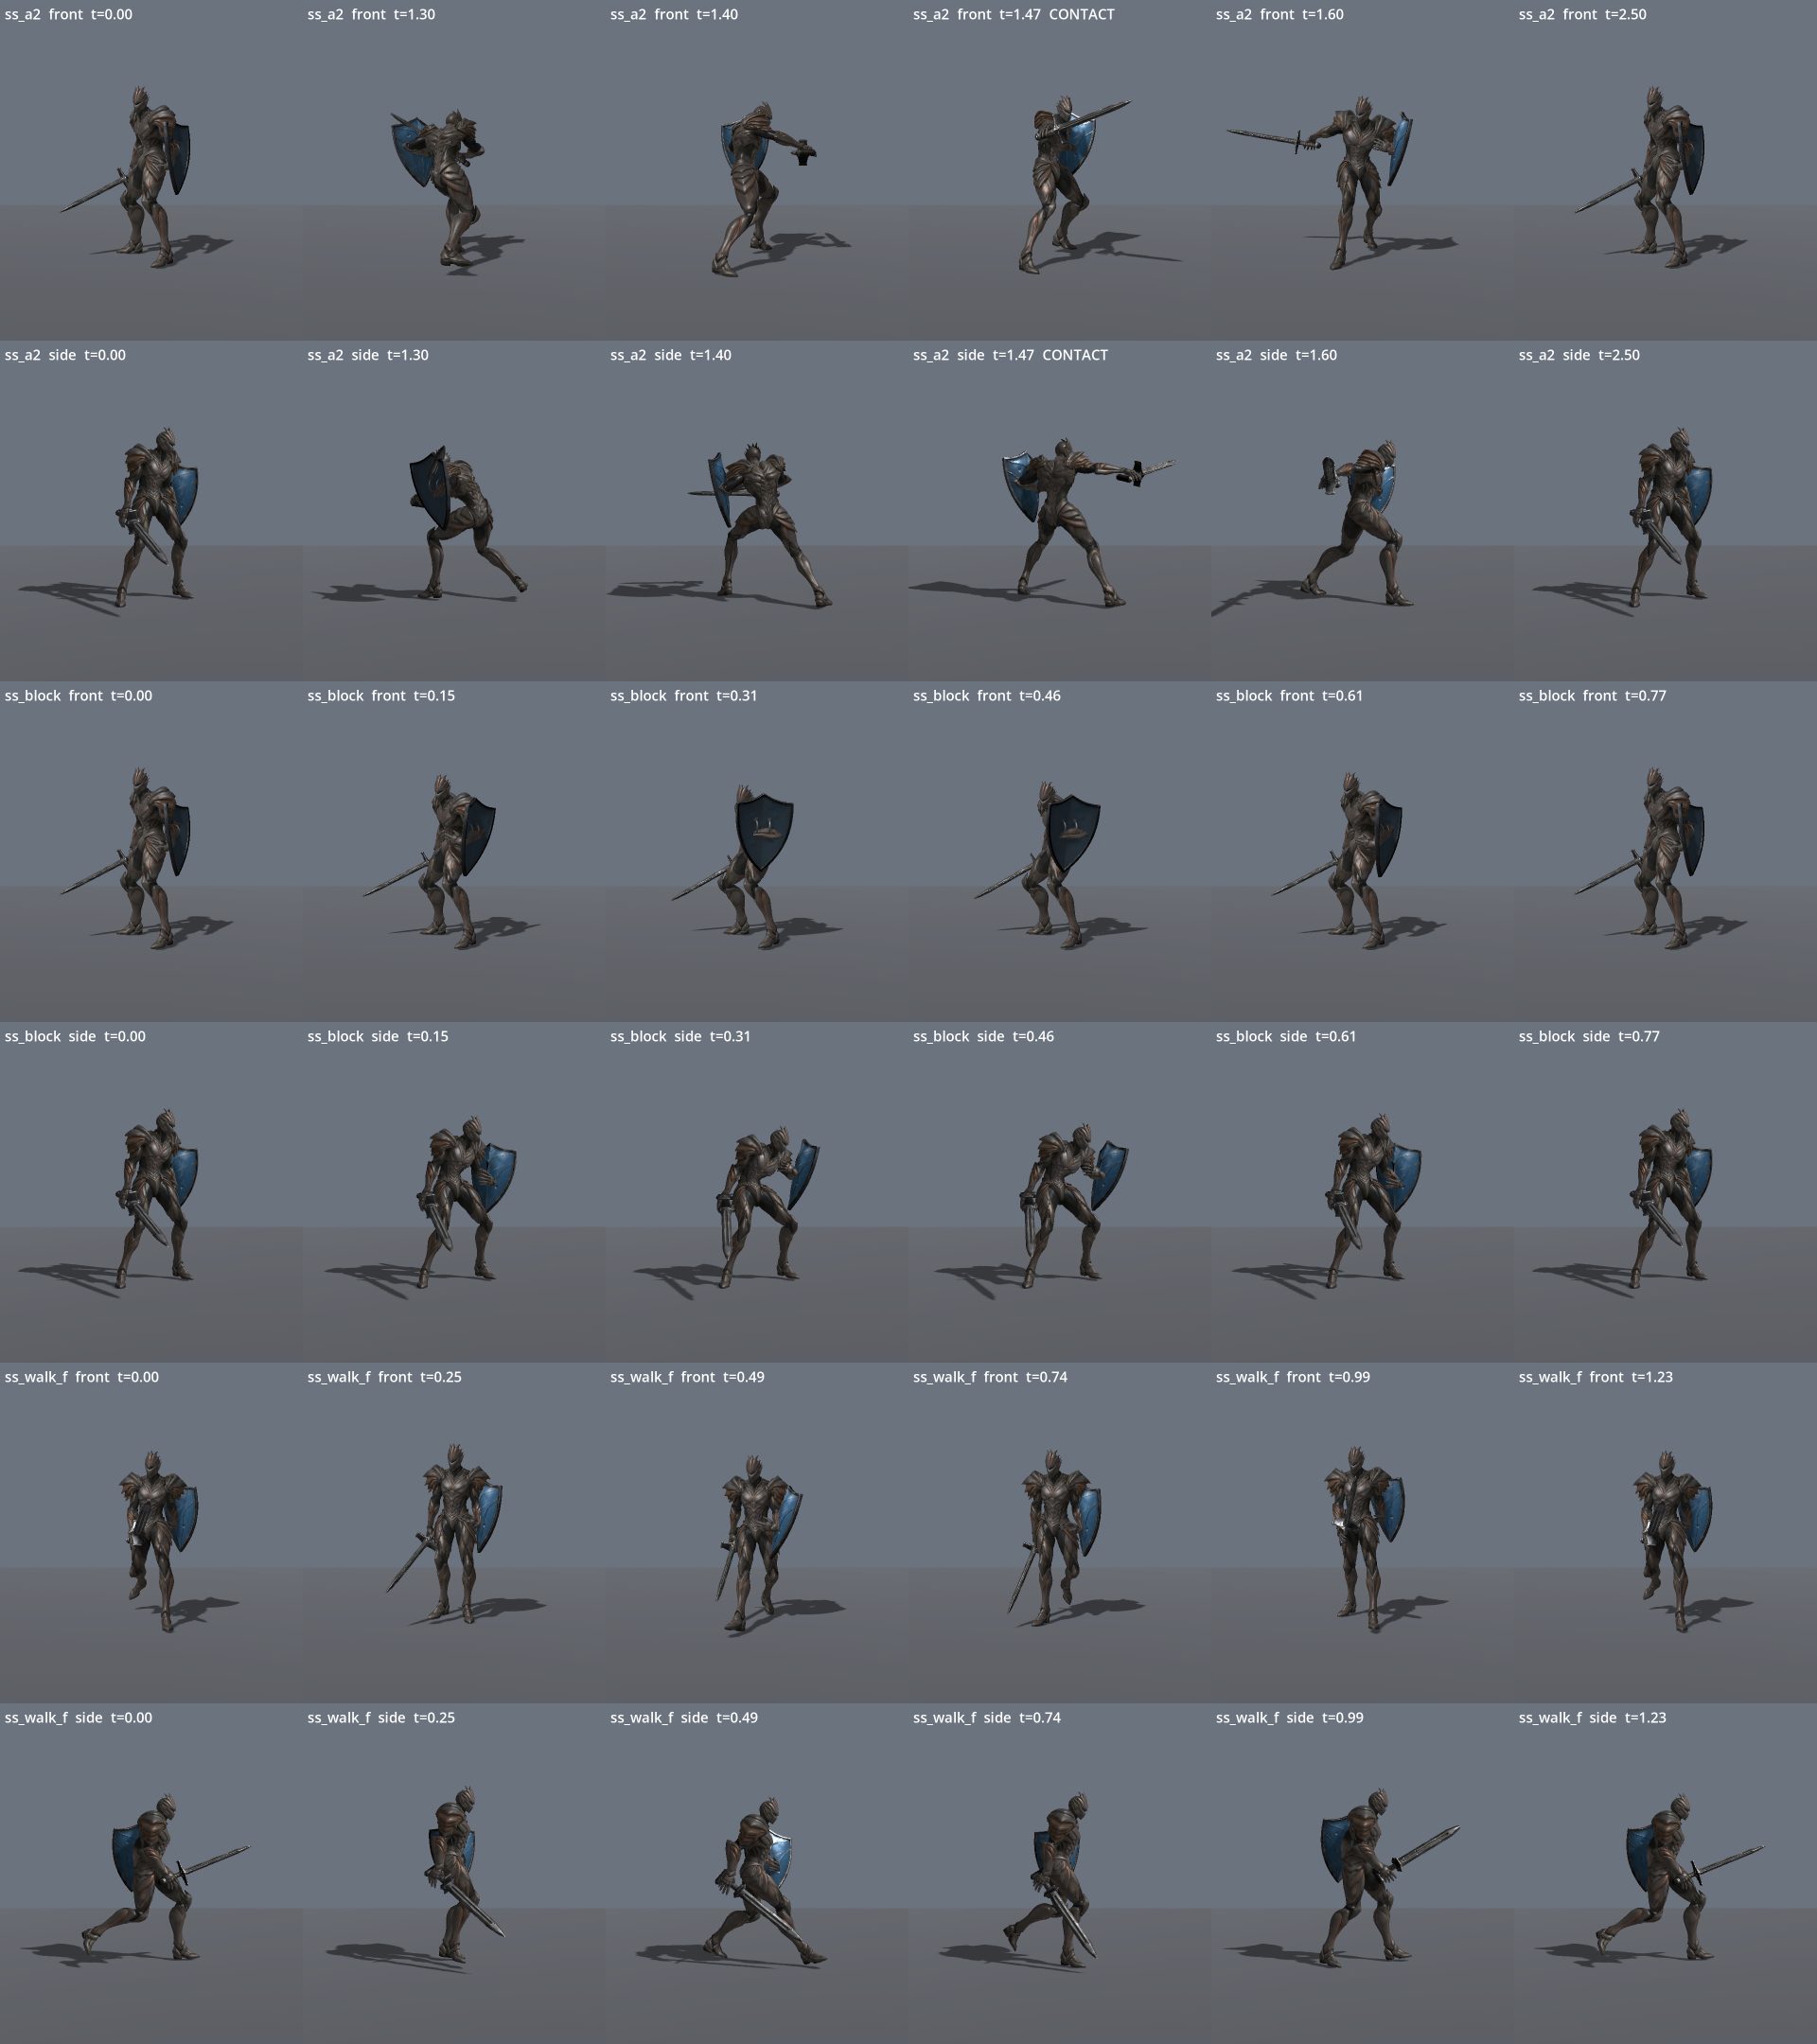 ss_a2 front t=0.00
ss_a2 front t=1.30
ss_a2 front t=1.40
ss_a2 front t=1.47 CONTACT
ss_a2 front t=1.60
ss_a2 front t=2.50
ss_a2 side t=0.00
ss_a2 side t=1.30
ss_a2 side t=1.40
ss_a2 side t=1.47 CONTACT
ss_a2 side t=1.60
ss_a2 side t=2.50
ss_block front t=0.00
ss_block front t=0.15
ss_block front t=0.31
ss_block front t=0.46
ss_block front t=0.61
ss_block front t=0.77
ss_block side t=0.00
ss_block side t=0.15
ss_block side t=0.31
ss_block side t=0.46
ss_block side t=0.61
ss_block side t=0.77
ss_walk_f front t=0.00
ss_walk_f front t=0.25
ss_walk_f front t=0.49
ss_walk_f front t=0.74
ss_walk_f front t=0.99
ss_walk_f front t=1.23
ss_walk_f side t=0.00
ss_walk_f side t=0.25
ss_walk_f side t=0.49
ss_walk_f side t=0.74
ss_walk_f side t=0.99
ss_walk_f side t=1.23